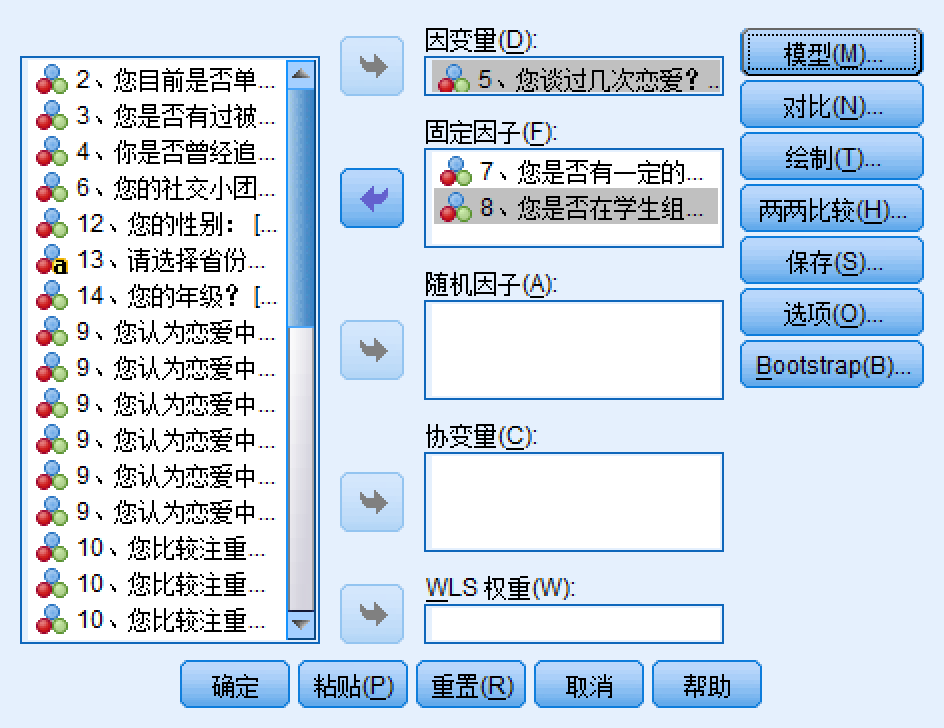 2、您目前是否单...
3、您是否有过被...
4、你是否曾经追...
6、您的社交小团...
12、您的性别： [...
13、请选择省份...
14、您的年级？ [...
9、您认为恋爱中...
9、您认为恋爱中...
9、您认为恋爱中...
9、您认为恋爱中...
9、您认为恋爱中...
9、您认为恋爱中...
10、您比较注重...
10、您比较注重...
10、您比较注重...
因变量(D):
5、您谈过几次恋爱？ ..
固定因子(F):
7、您是否有一定的...
8、您是否在学生组...
随机因子(A):
协变量(C):
WLS 权重(W):
模型(M)...
对比(N)...
绘制(T)...
两两比较(H)...
保存(S)...
选项(O)...
Bootstrap(B)...
确定
粘贴(P)
重置(R)
取消
帮助